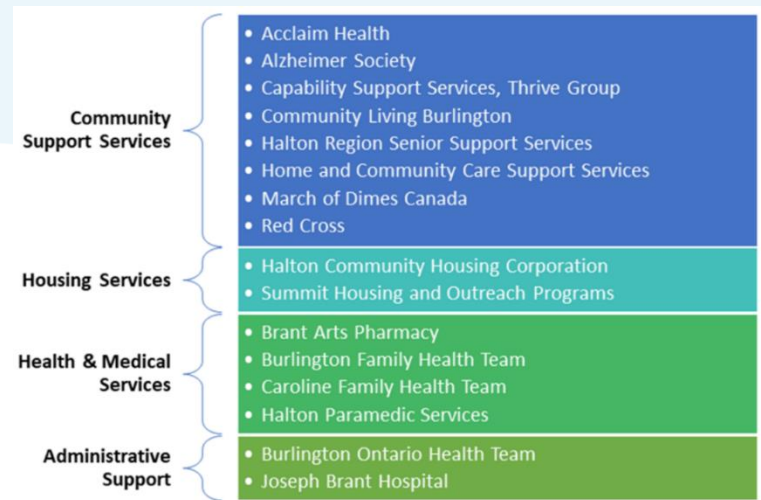 Community
Support Services
• Acclaim Health
• Alzheimer Society
• Capability Support Services, Thrive Group
• Community Living Burlington
• Halton Region Senior Support Services
• Home and Community Care Support Services
• March of Dimes Canada
• Red Cross
Housing Services
• Halton Community Housing Corporation
• Summit Housing and Outreach Programs
Health & Medical
Services
• Brant Arts Pharmacy
• Burlington Family Health Team
• Caroline Family Health Team
• Halton Paramedic Services
Administrative
Support
• Burlington Ontario Health Team
• Joseph Brant Hospital